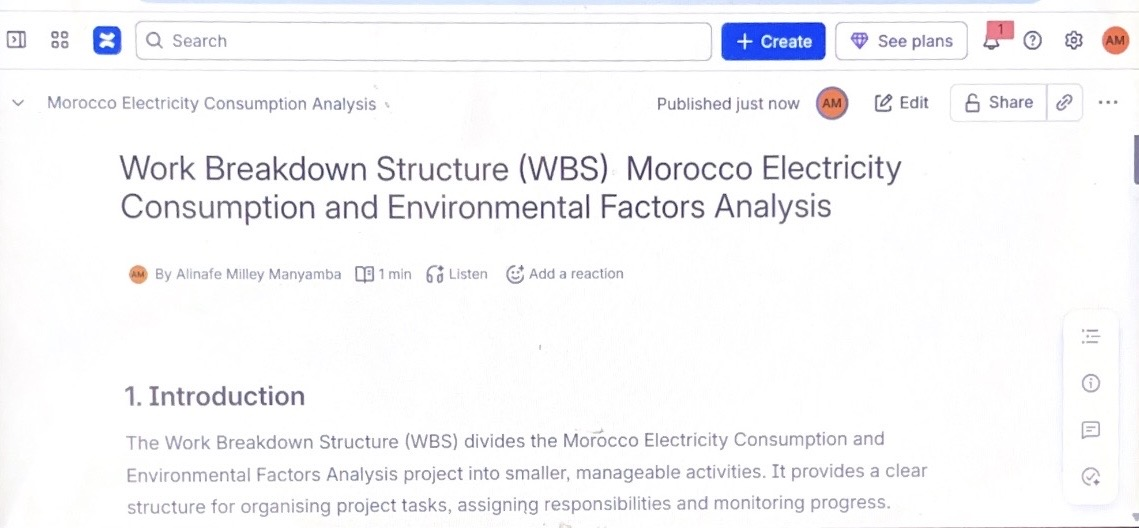 Search
+ Create
See plans
1
AM
Morocco Electricity Consumption Analysis
Published just now
AM
Edit
Share
Work Breakdown Structure (WBS) Morocco Electricity
Consumption and Environmental Factors Analysis
AM By Alinafe Milley Manyamba 1 min Listen Add a reaction
1. Introduction
The Work Breakdown Structure (WBS) divides the Morocco Electricity Consumption and
Environmental Factors Analysis project into smaller, manageable activities. It provides a clear
structure for organising project tasks, assigning responsibilities and monitoring progress.